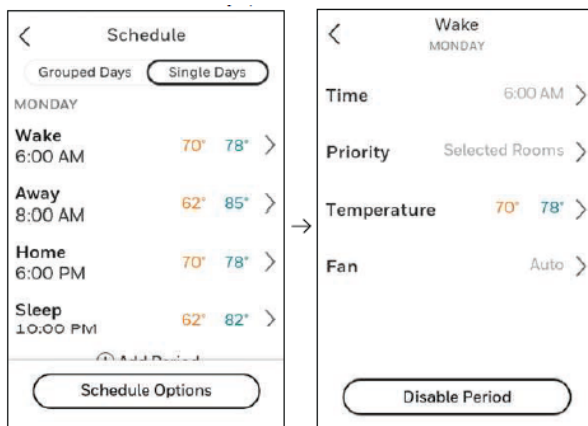 Schedule
Grouped Days Single Days
MONDAY
Wake
6:00 AM 70° 78°
Away
8:00 AM 62° 85°
Home
6:00 PM 70° 78°
Sleep
10:00 PM 62° 82°
Add Period
Schedule Options
Wake
MONDAY
Time 6:00 AM
Priority Selected Rooms
Temperature 70° 78°
Fan Auto
Disable Period